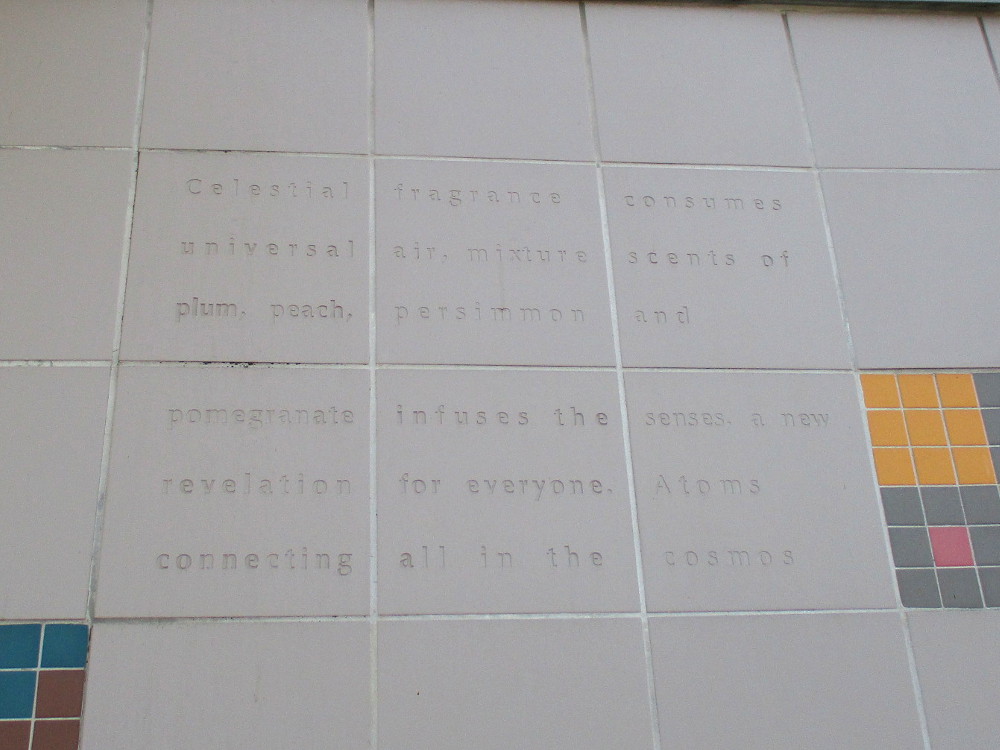 Celestial fragrance consumes
universal air, mixture scents of
plum, peach, persimmon and
pomegranate infuses the senses. a new
revelation for everyone. Atoms
connecting all in the cosmos